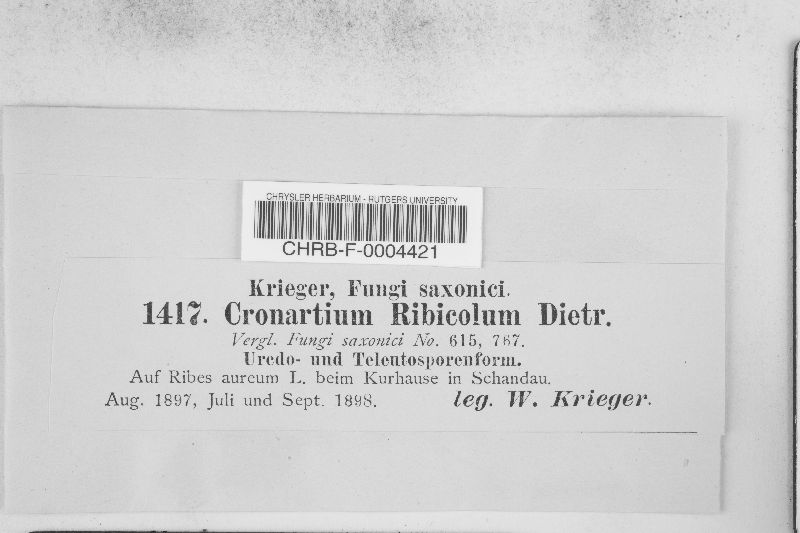 CHRYSLER HERBARIUM - RUTGERS UNIVERSITY
CHRB-F-0004421
Krieger, Fungi saxonici.
1417. Cronartium Ribicolum Dietr.
Vergl. Fungi saxonici No. 615, 767.
Uredo- und Teleutosporenform.
Auf Ribes aureum L. beim Kurhause in Schandau.
Aug. 1897, Juli und Sept. 1898. leg. W. Krieger.